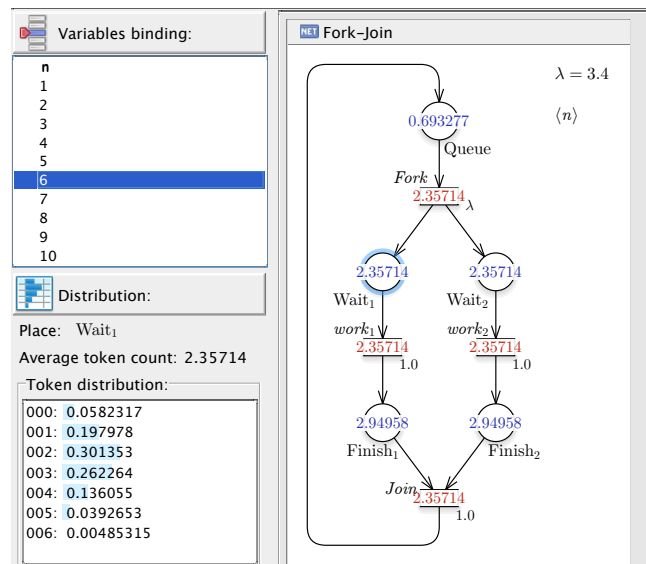 Variables binding:
n
1
2
3
4
5
6
7
8
9
10
Distribution:
Place: Wait₁
Average token count: 2.35714
Token distribution:
000: 0.0582317
001: 0.197978
002: 0.301353
003: 0.262264
004: 0.136055
005: 0.0392653
006: 0.00485315
NET Fork-Join
λ = 3.4
⟨n⟩
0.693277
Queue
Fork
2.35714 λ
2.35714 2.35714
Wait₁ Wait₂
work₁ work₂
2.35714 2.35714
1.0 1.0
2.94958 2.94958
Finish₁ Finish₂
Join
2.35714
1.0